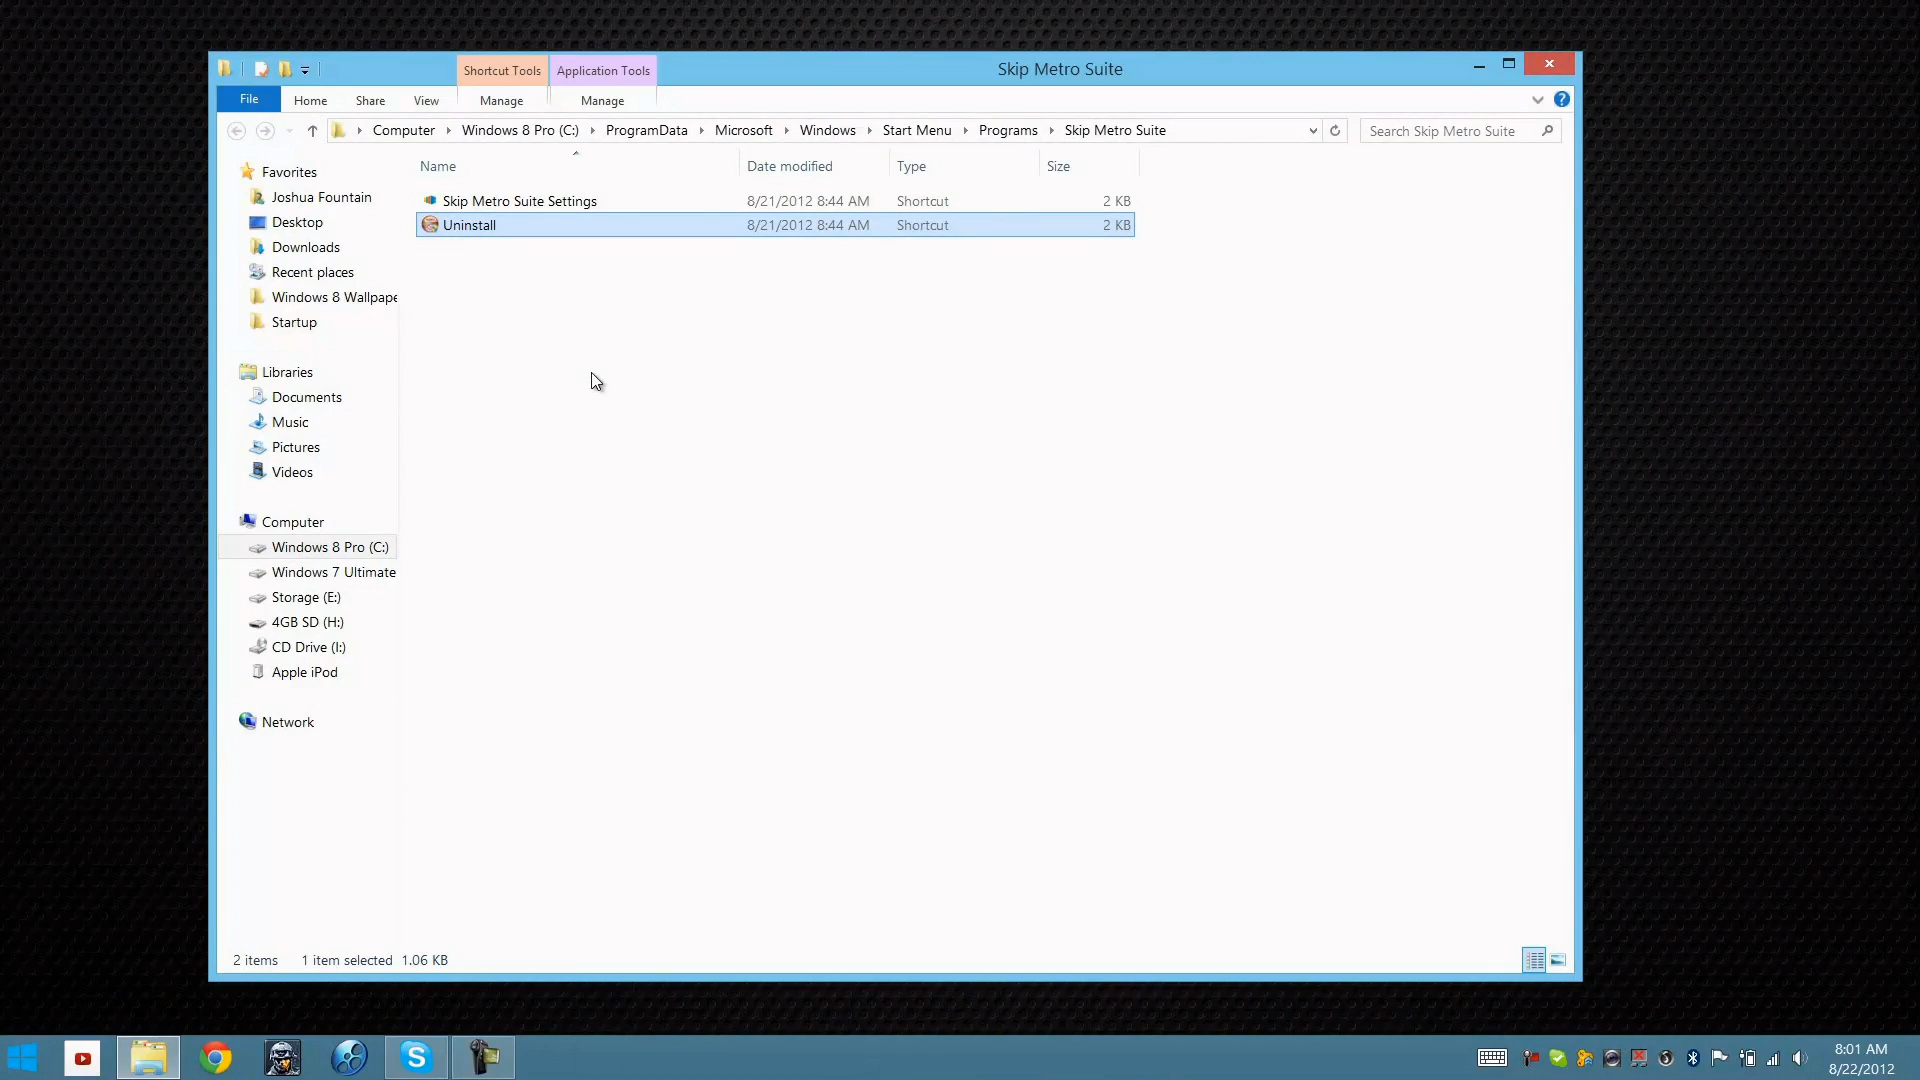 Shortcut Tools Application Tools Skip Metro Suite
File Home Share View Manage Manage
Computer Windows 8 Pro (C:) ProgramData Microsoft Windows Start Menu Programs Skip Metro Suite Search Skip Metro Suite
Name Date modified Type Size
Skip Metro Suite Settings 8/21/2012 8:44 AM Shortcut 2 KB
Uninstall 8/21/2012 8:44 AM Shortcut 2 KB
Favorites
Joshua Fountain
Desktop
Downloads
Recent places
Windows 8 Wallpape
Startup
Libraries
Documents
Music
Pictures
Videos
Computer
Windows 8 Pro (C:)
Windows 7 Ultimate
Storage (E:)
4GB SD (H:)
CD Drive (I:)
Apple iPod
Network
2 items 1 item selected 1.06 KB
8:01 AM
8/22/2012